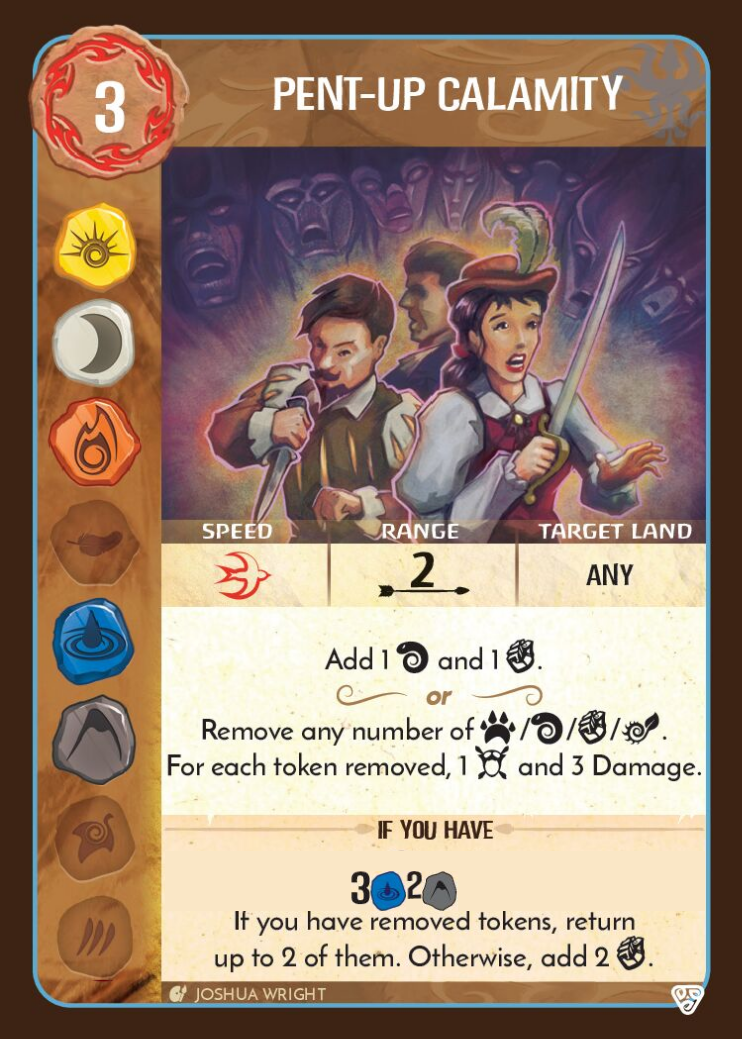 3
PENT-UP CALAMITY
SPEED RANGE TARGET LAND
2 ANY
Add 1 and 1 .
or
Remove any number of / / / .
For each token removed, 1 and 3 Damage.
IF YOU HAVE
3 2
If you have removed tokens, return
up to 2 of them. Otherwise, add 2 .
JOSHUA WRIGHT